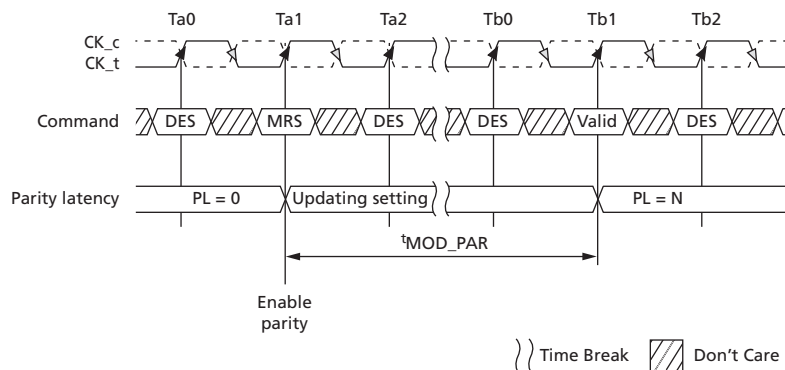 Ta0 Ta1 Ta2 Tb0 Tb1 Tb2
CK_c
CK_t
Command DES MRS DES DES Valid DES
Parity latency PL = 0 Updating setting PL = N
tMOD_PAR
Enable
parity
Time Break Don't Care